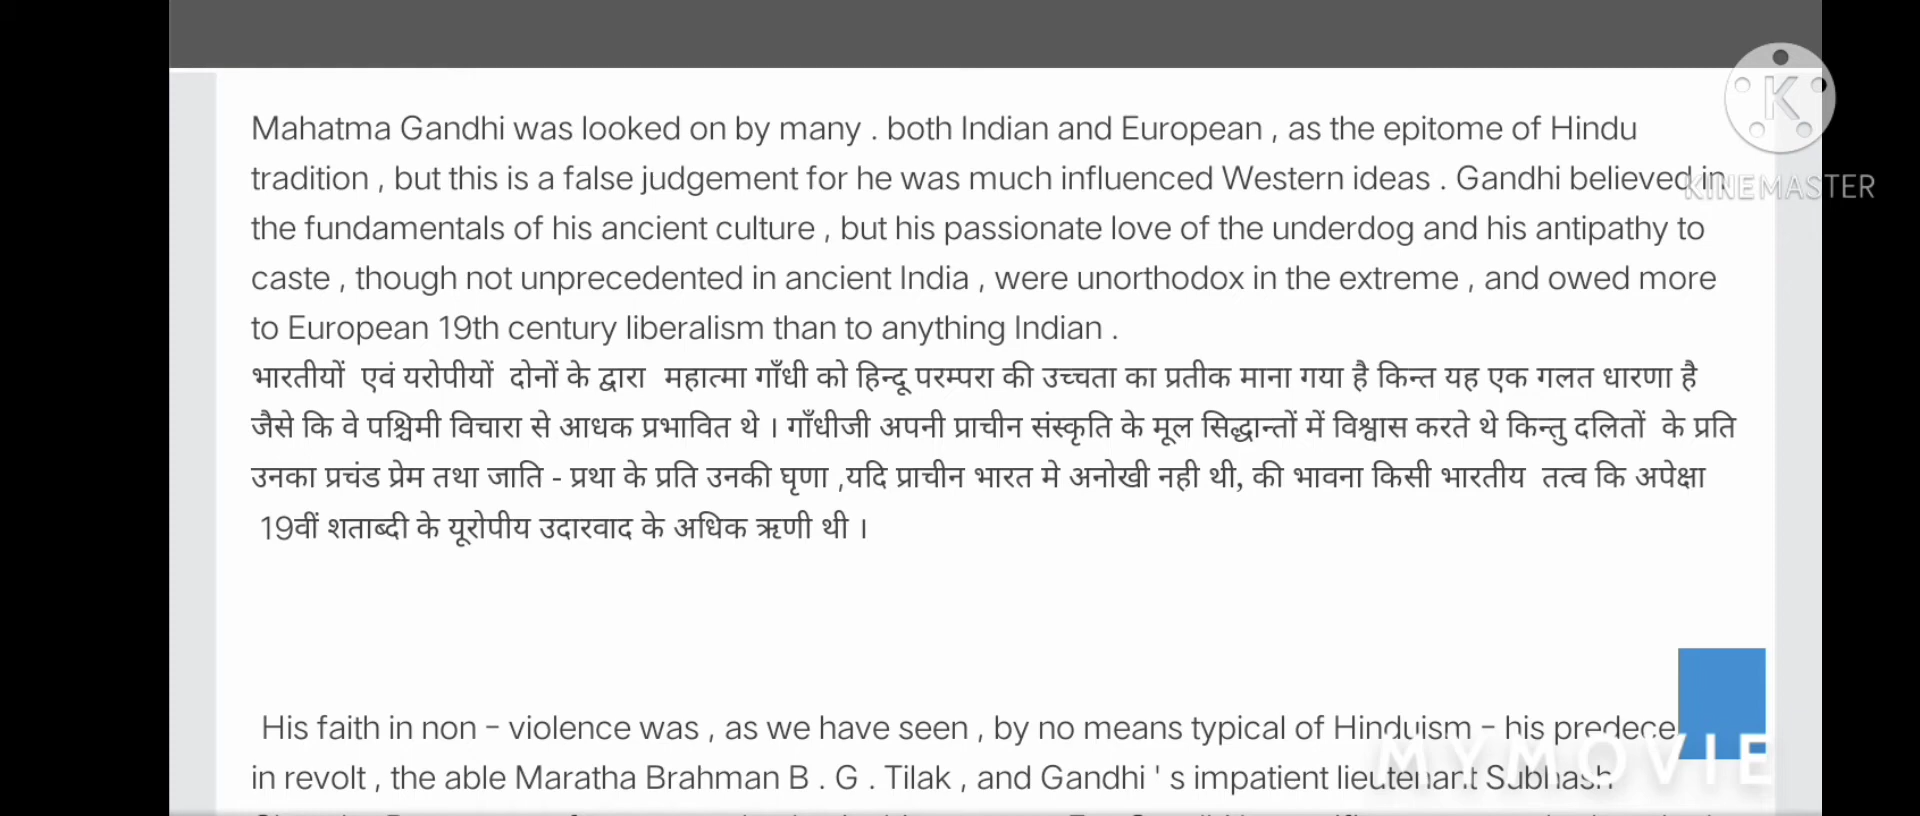 Mahatma Gandhi was looked on by many . both Indian and European , as the epitome of Hindu
tradition , but this is a false judgement for he was much influenced Western ideas . Gandhi believed in
the fundamentals of his ancient culture , but his passionate love of the underdog and his antipathy to
caste , though not unprecedented in ancient India , were unorthodox in the extreme , and owed more
to European 19th century liberalism than to anything Indian .
भारतीयों एवं यरोपीयों दोनों के द्वारा महात्मा गाँधी को हिन्दू परम्परा की उच्चता का प्रतीक माना गया है किन्त यह एक गलत धारणा है
जैसे कि वे पश्चिमी विचारा से आधक प्रभावित थे । गाँधीजी अपनी प्राचीन संस्कृति के मूल सिद्धान्तों में विश्वास करते थे किन्तु दलितों के प्रति
उनका प्रचंड प्रेम तथा जाति - प्रथा के प्रति उनकी घृणा ,यदि प्राचीन भारत मे अनोखी नही थी, की भावना किसी भारतीय तत्व कि अपेक्षा
19वीं शताब्दी के यूरोपीय उदारवाद के अधिक ऋणी थी ।
His faith in non - violence was , as we have seen , by no means typical of Hinduism - his predece
in revolt , the able Maratha Brahman B . G . Tilak , and Gandhi ' s impatient lieutenant Subhash
K
KINEMASTER
MYMOVIE